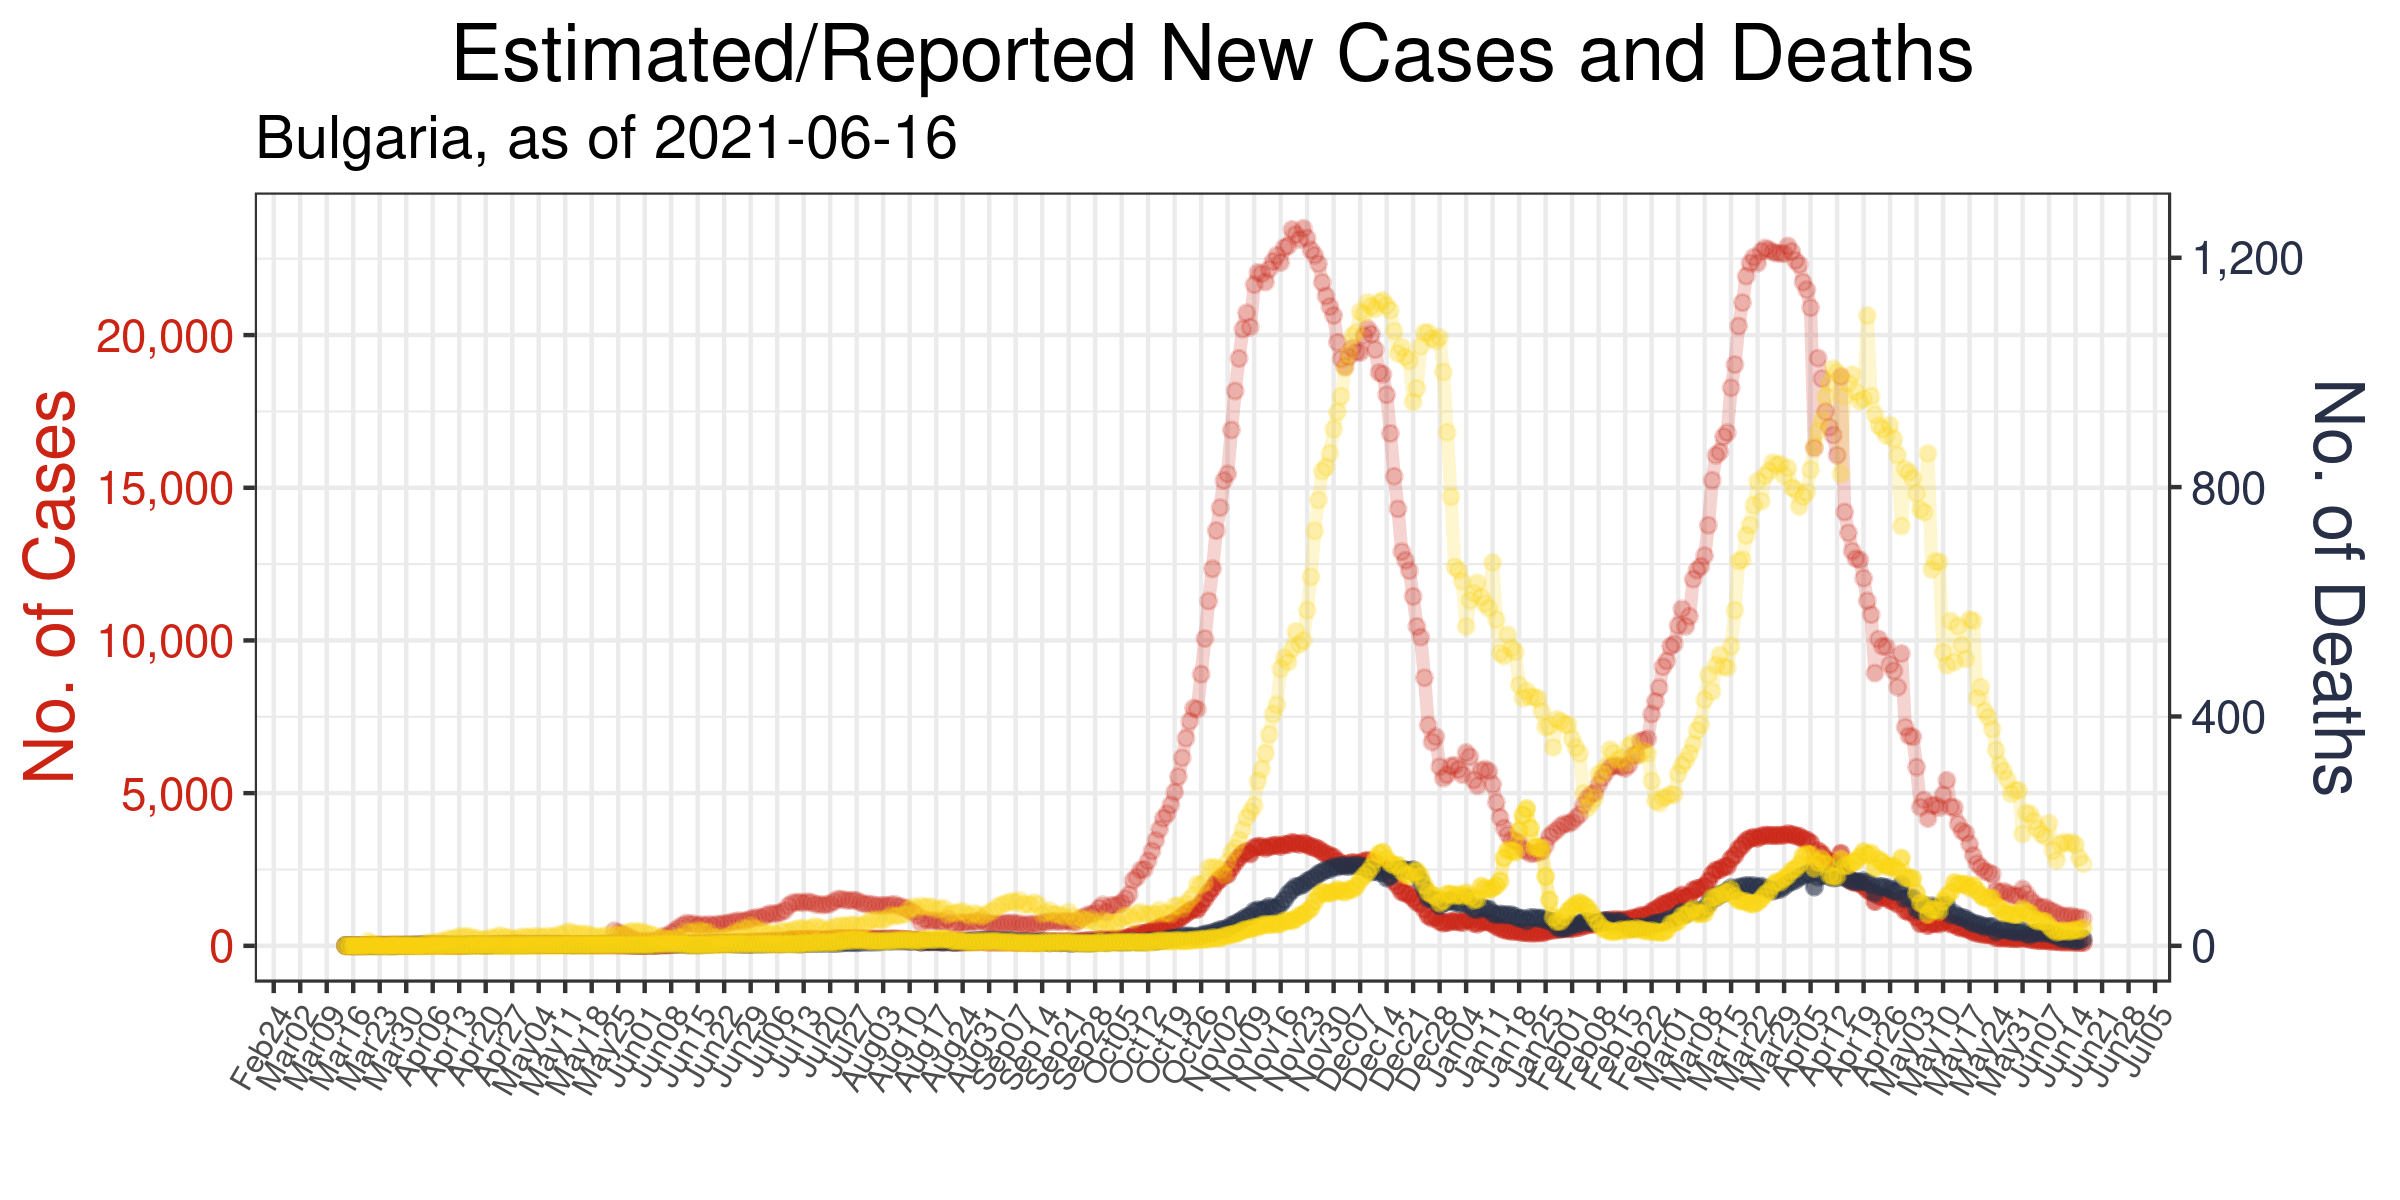 Estimated/Reported New Cases and Deaths
Bulgaria, as of 2021-06-16
No. of Cases
20,000
15,000
10,000
5,000
0
1,200
800
400
0
No. of Deaths
Feb24
Mar02
Mar09
Mar16
Mar23
Mar30
Apr06
Apr13
Apr20
Apr27
May04
May11
May18
May25
Jun01
Jun08
Jun15
Jun22
Jun29
Jul06
Jul13
Jul20
Jul27
Aug03
Aug10
Aug17
Aug24
Aug31
Sep07
Sep14
Sep21
Sep28
Oct05
Oct12
Oct19
Oct26
Nov02
Nov09
Nov16
Nov23
Nov30
Dec07
Dec14
Dec21
Dec28
Jan04
Jan11
Jan18
Jan25
Feb01
Feb08
Feb15
Feb22
Mar01
Mar08
Mar15
Mar22
Mar29
Apr05
Apr12
Apr19
Apr26
May03
May10
May17
May24
May31
Jun07
Jun14
Jun21
Jun28
Jul05